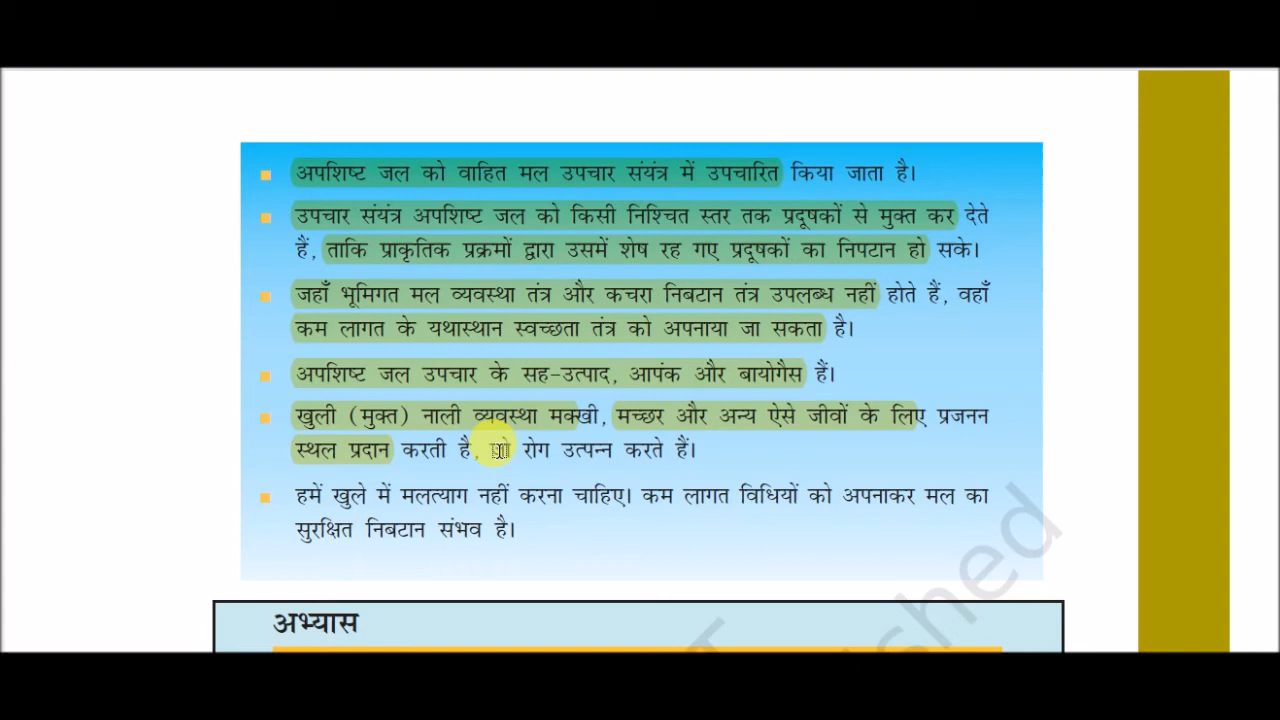 अपशिष्ट जल को वाहित मल उपचार संयंत्र में उपचारित किया जाता है।
उपचार संयंत्र अपशिष्ट जल को किसी निश्चित स्तर तक प्रदूषकों से मुक्त कर देते
हैं, ताकि प्राकृतिक प्रक्रमों द्वारा उसमें शेष रह गए प्रदूषकों का निपटान हो सके।
जहाँ भूमिगत मल व्यवस्था तंत्र और कचरा निबटान तंत्र उपलब्ध नहीं होते हैं, वहाँ
कम लागत के यथास्थान स्वच्छता तंत्र को अपनाया जा सकता है।
अपशिष्ट जल उपचार के सह-उत्पाद, आपंक और बायोगैस हैं।
खुली (मुक्त) नाली व्यवस्था मक्खी, मच्छर और अन्य ऐसे जीवों के लिए प्रजनन
स्थल प्रदान करती है, रोग उत्पन्न करते हैं।
हमें खुले में मलत्याग नहीं करना चाहिए। कम लागत विधियों को अपनाकर मल का
सुरक्षित निबटान संभव है।
अभ्यास